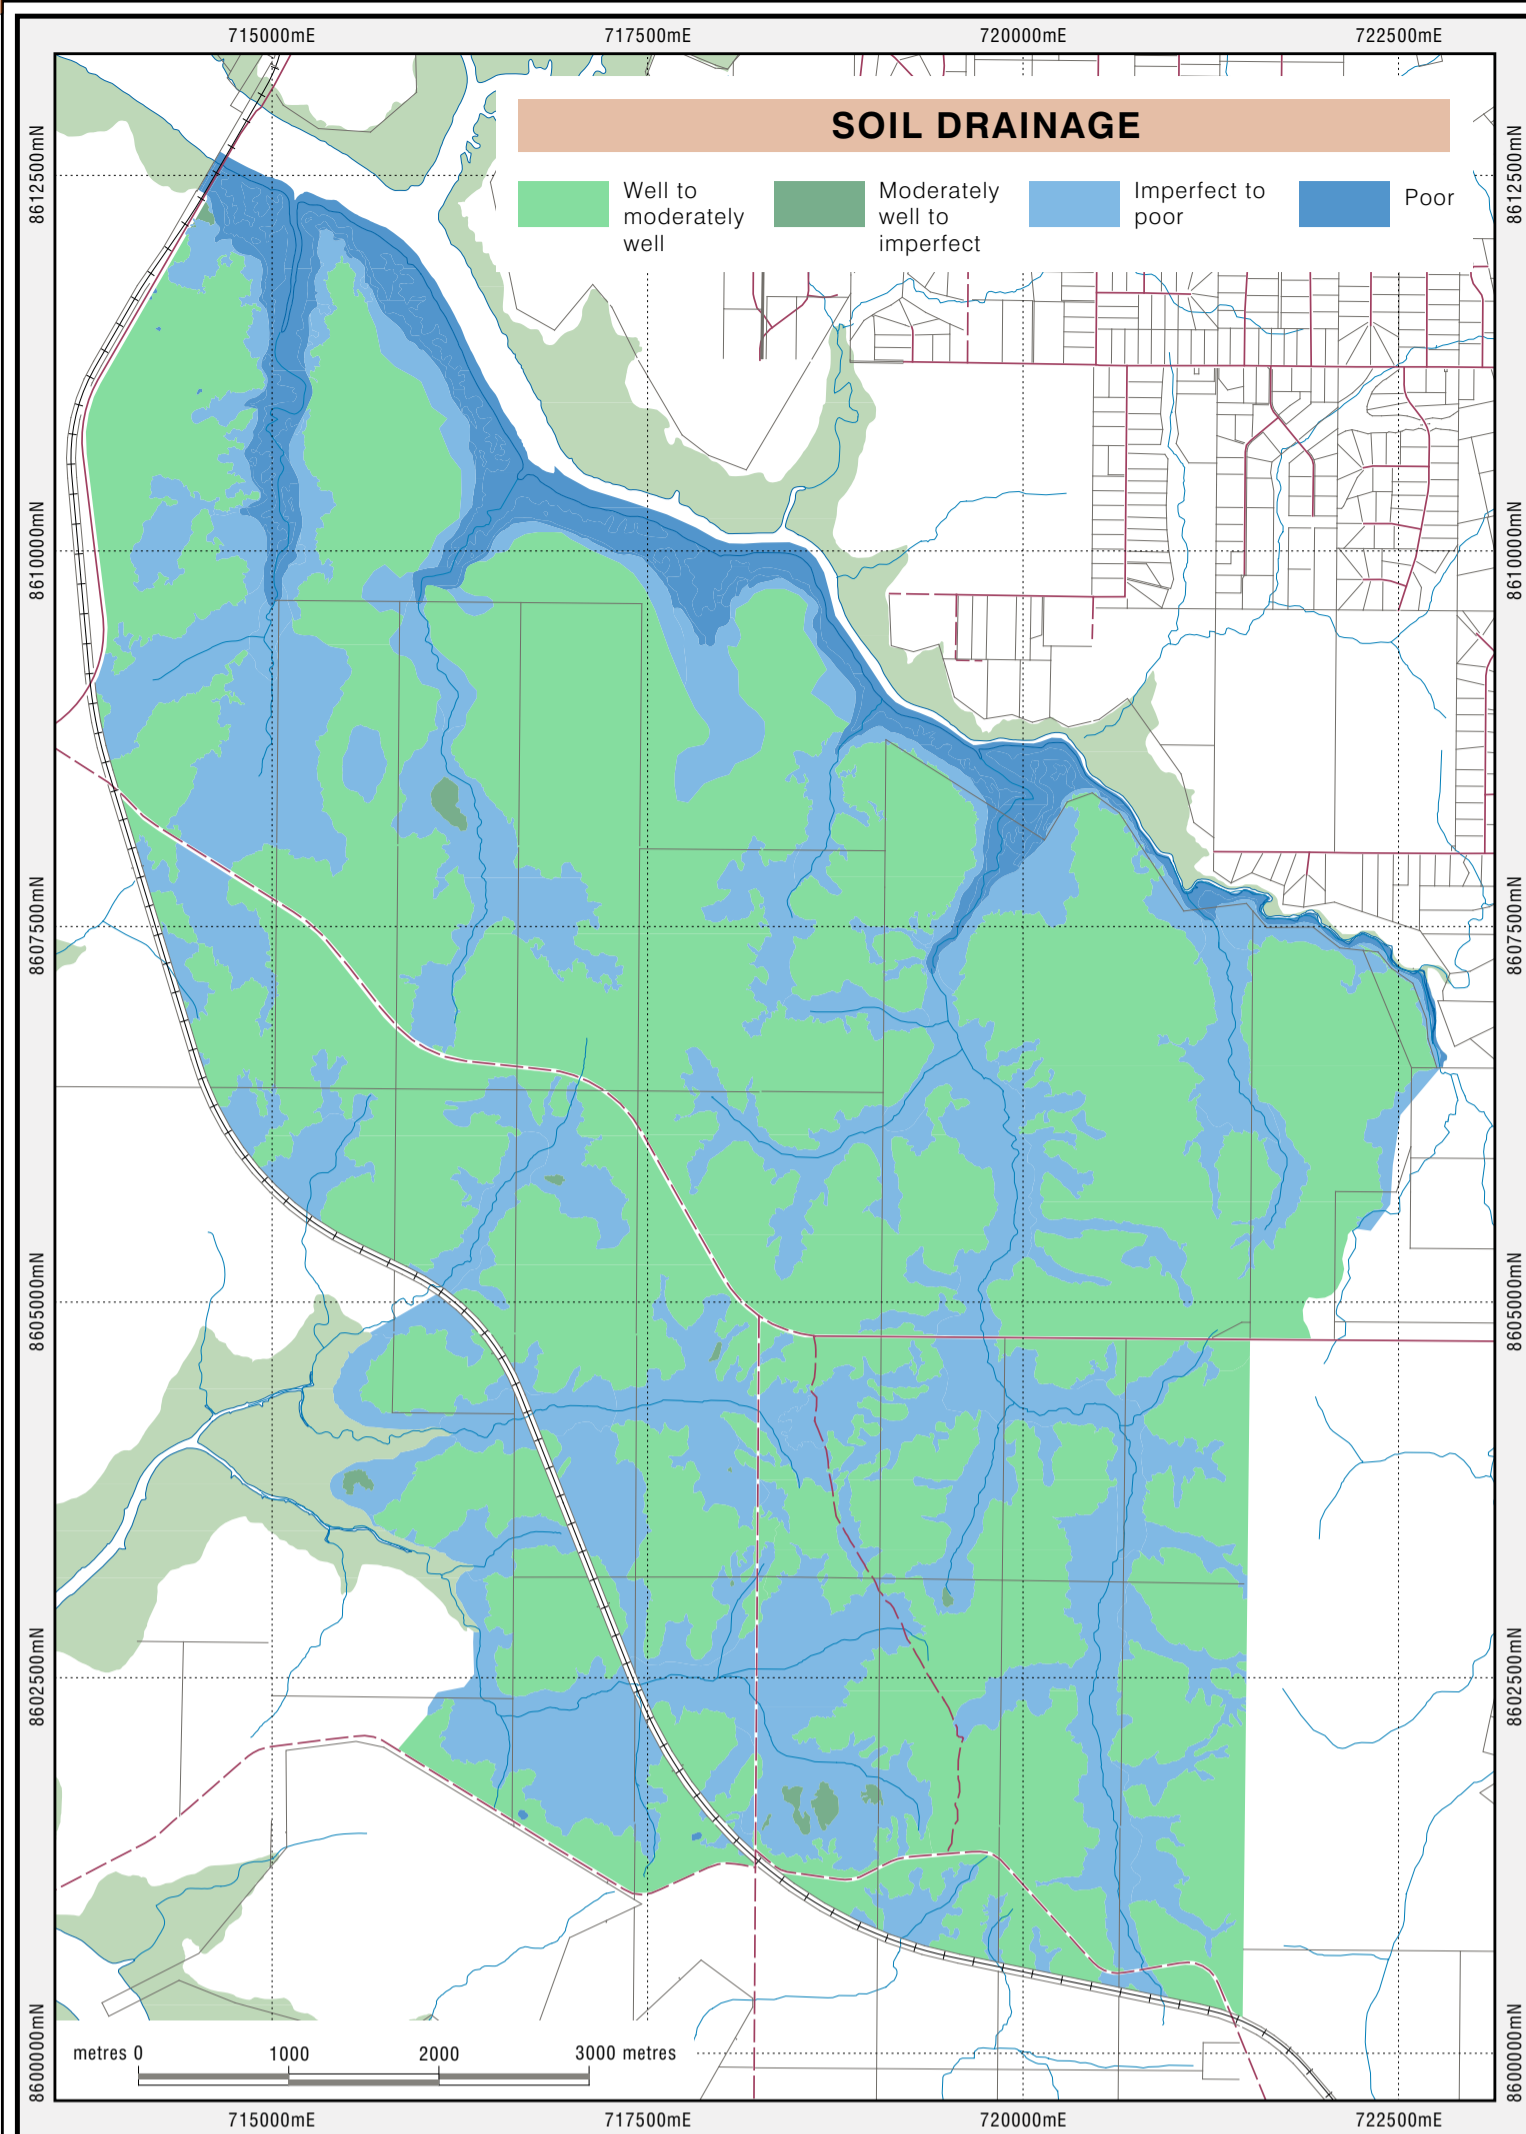 715000mE 717500mE 720000mE 722500mE
SOIL DRAINAGE
Well to
moderately
well
Moderately
well to
imperfect
Imperfect to
poor
Poor
8612500mN
8612500mN
8610000mN
8610000mN
8607500mN
8607500mN
8605000mN
8605000mN
8602500mN
8602500mN
8600000mN
8600000mN
metres 0 1000 2000 3000 metres
715000mE 717500mE 720000mE 722500mE